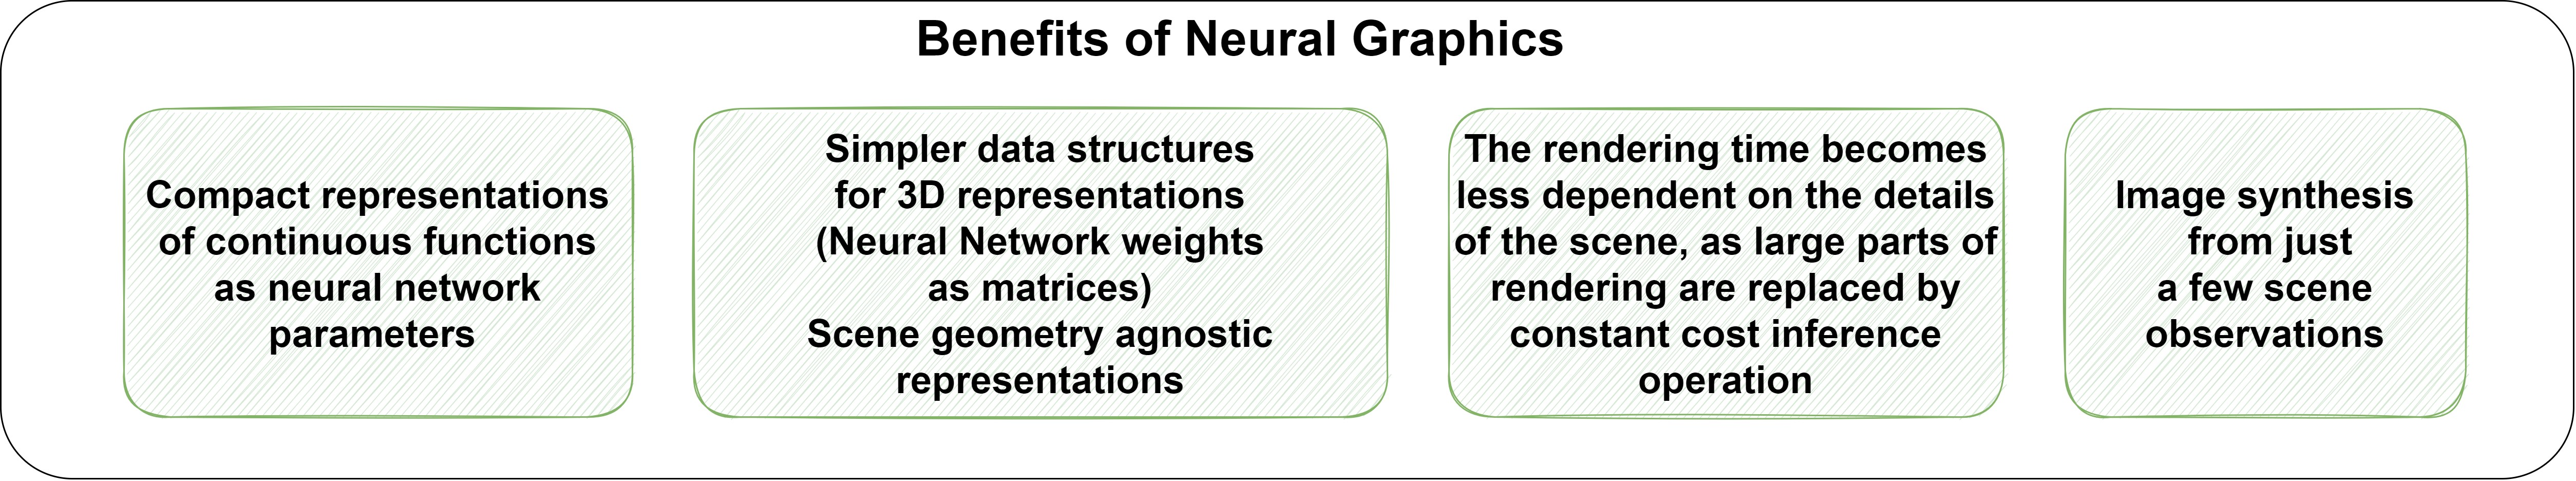 Benefits of Neural Graphics
Compact representations
of continuous functions
as neural network
parameters
Simpler data structures
for 3D representations
(Neural Network weights
as matrices)
Scene geometry agnostic
representations
The rendering time becomes
less dependent on the details
of the scene, as large parts of
rendering are replaced by
constant cost inference
operation
Image synthesis
from just
a few scene
observations